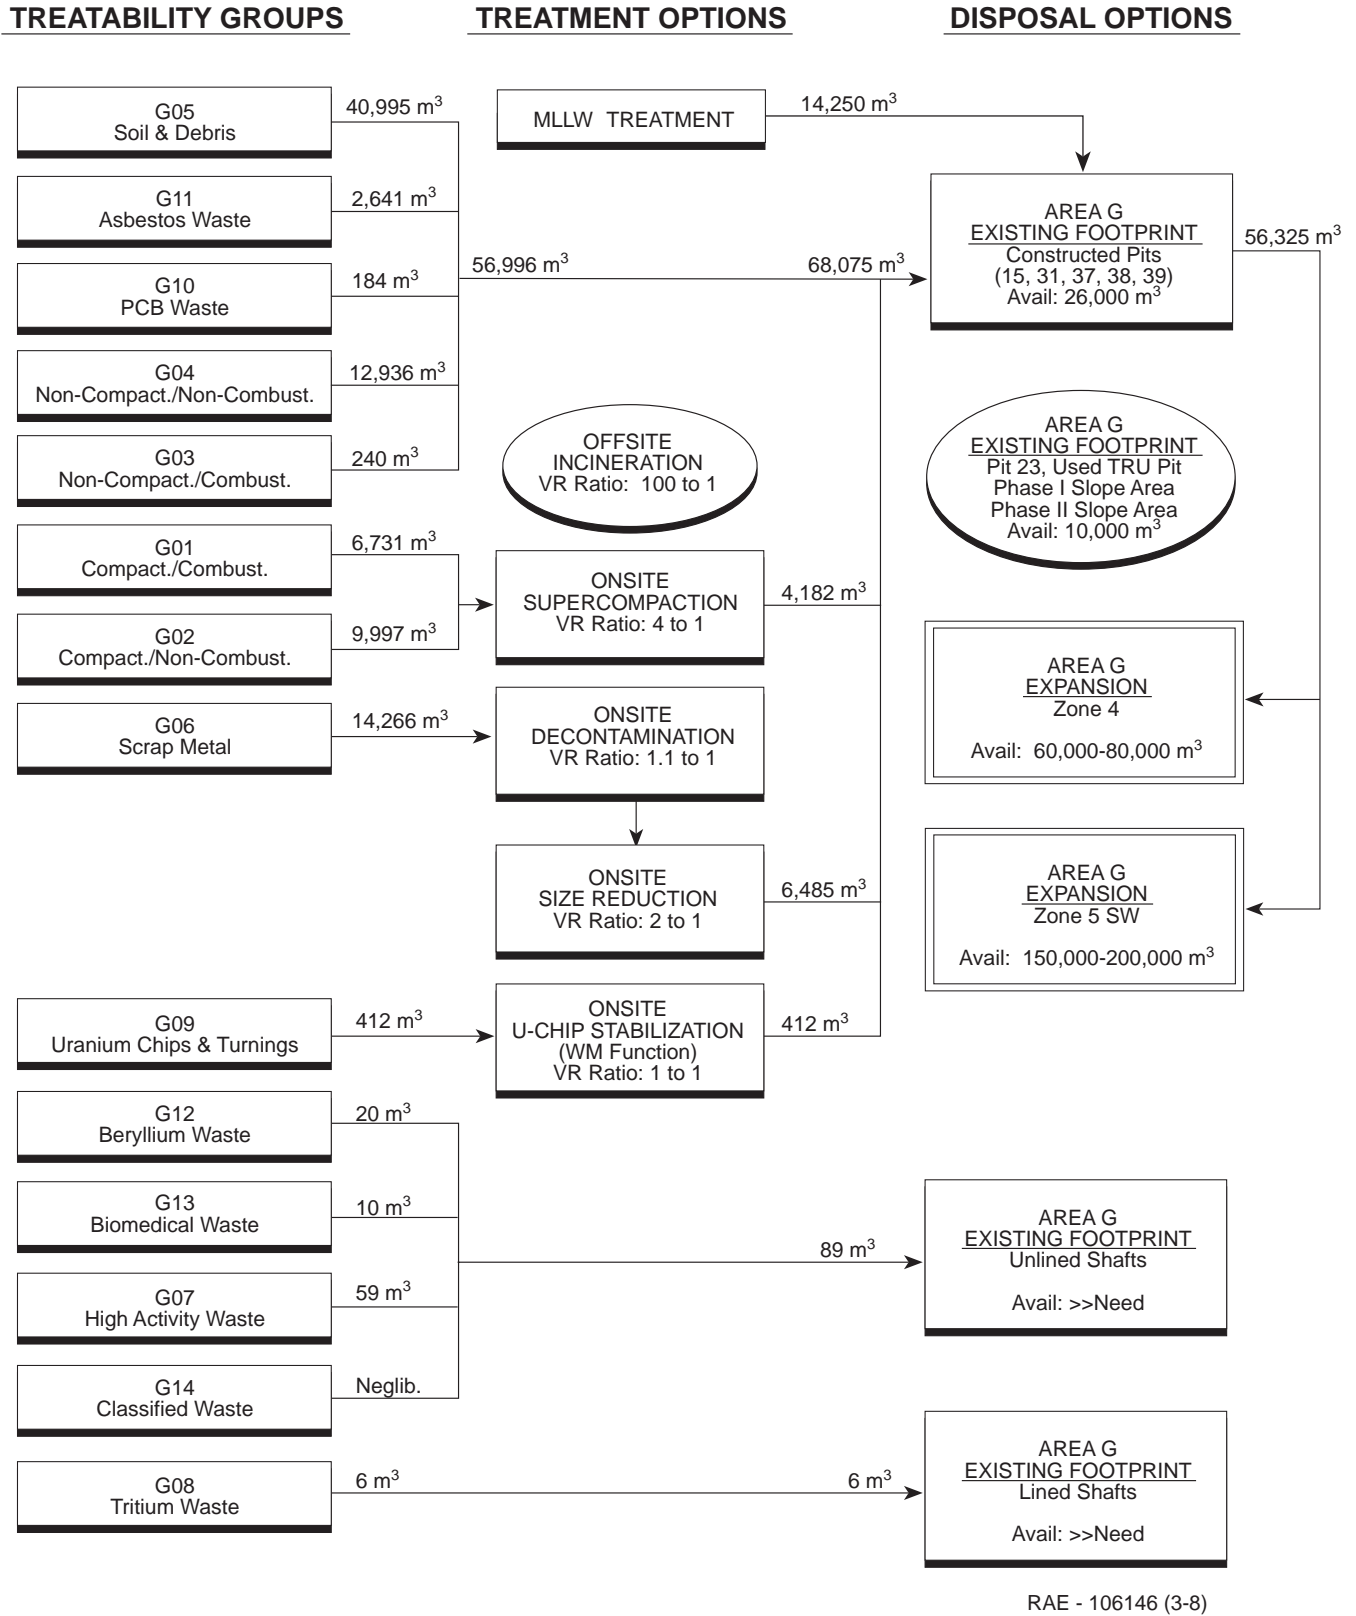 TREATABILITY GROUPS
TREATMENT OPTIONS
DISPOSAL OPTIONS
G05
Soil & Debris
40,995 m³
G11
Asbestos Waste
2,641 m³
G10
PCB Waste
184 m³
G04
Non-Compact./Non-Combust.
12,936 m³
G03
Non-Compact./Combust.
240 m³
G01
Compact./Combust.
6,731 m³
G02
Compact./Non-Combust.
9,997 m³
G06
Scrap Metal
14,266 m³
G09
Uranium Chips & Turnings
412 m³
G12
Beryllium Waste
20 m³
G13
Biomedical Waste
10 m³
G07
High Activity Waste
59 m³
G14
Classified Waste
Neglib.
G08
Tritium Waste
6 m³
MLLW TREATMENT
14,250 m³
56,996 m³
68,075 m³
OFFSITE
INCINERATION
VR Ratio: 100 to 1
ONSITE
SUPERCOMPACTION
VR Ratio: 4 to 1
4,182 m³
ONSITE
DECONTAMINATION
VR Ratio: 1.1 to 1
ONSITE
SIZE REDUCTION
VR Ratio: 2 to 1
6,485 m³
ONSITE
U-CHIP STABILIZATION
(WM Function)
VR Ratio: 1 to 1
412 m³
89 m³
6 m³
AREA G
EXISTING FOOTPRINT
Constructed Pits
(15, 31, 37, 38, 39)
Avail: 26,000 m³
56,325 m³
AREA G
EXISTING FOOTPRINT
Pit 23, Used TRU Pit
Phase I Slope Area
Phase II Slope Area
Avail: 10,000 m³
AREA G
EXPANSION
Zone 4
Avail: 60,000-80,000 m³
AREA G
EXPANSION
Zone 5 SW
Avail: 150,000-200,000 m³
AREA G
EXISTING FOOTPRINT
Unlined Shafts
Avail: >>Need
AREA G
EXISTING FOOTPRINT
Lined Shafts
Avail: >>Need
RAE - 106146 (3-8)